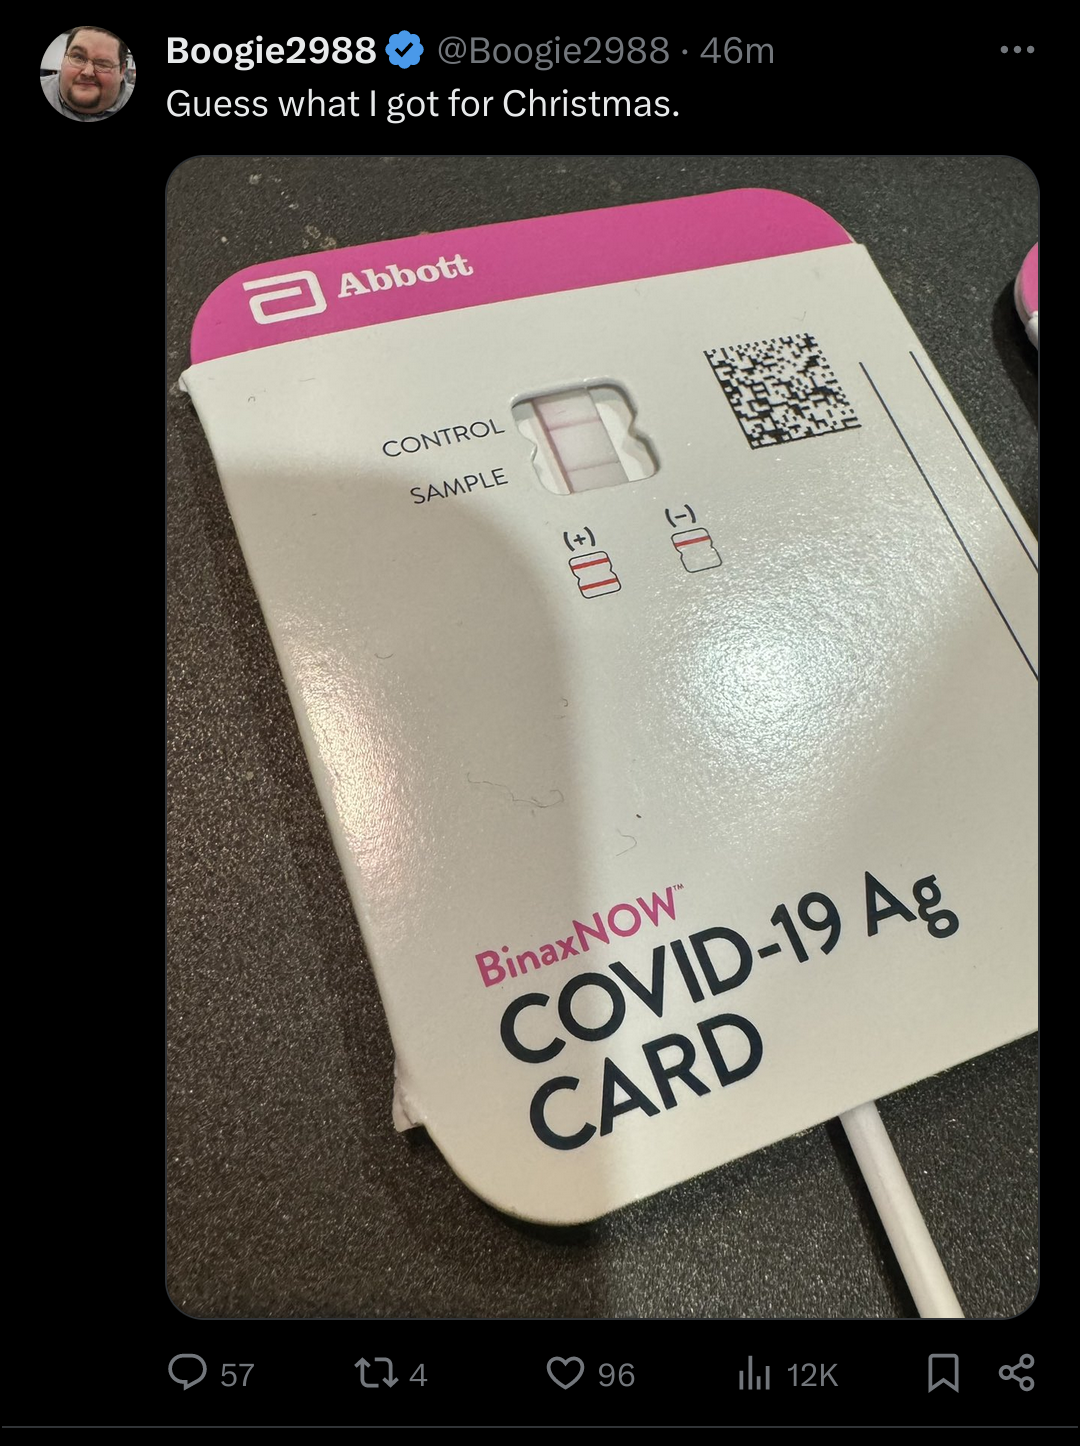 Boogie2988 @Boogie2988 · 46m
Guess what I got for Christmas.
Abbott
CONTROL
SAMPLE
(+) (-)
BinaxNOW™
COVID-19 Ag
CARD
57 4 96 12K